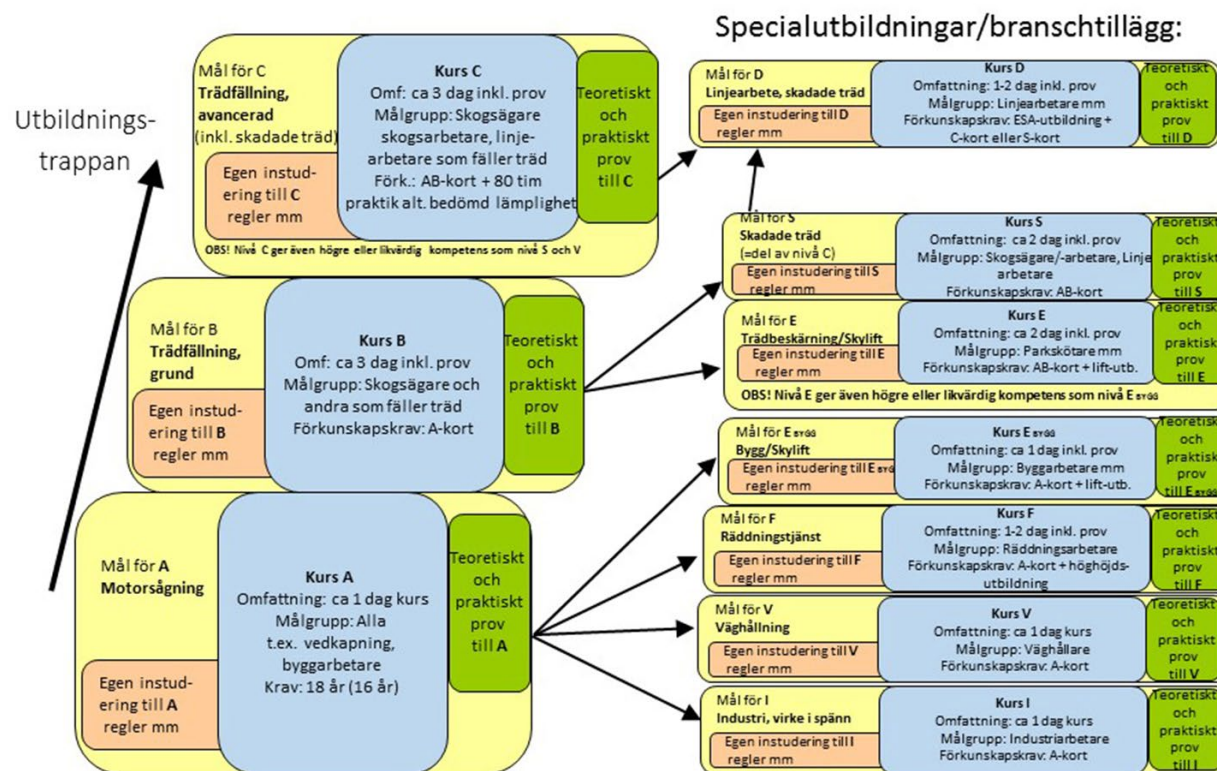 Specialutbildningar/branschtillägg:
Utbildnings-
trappan
Mål för C
Trädfällning,
avancerad
(inkl. skadade träd)
Egen instud-
ering till C
regler mm
Kurs C
Omf: ca 3 dag inkl. prov
Målgrupp: Skogsägare
skogsarbetare, linje-
arbetare som fäller träd
Förk.: AB-kort + 80 tim
praktik alt. bedömd lämplighet
Teoretiskt
och
praktiskt
prov
till C
OBS! Nivå C ger även högre eller likvärdig kompetens som nivå S och V
Mål för B
Trädfällning,
grund
Egen instud-
ering till B
regler mm
Kurs B
Omf: ca 3 dag inkl. prov
Målgrupp: Skogsägare och
andra som fäller träd
Förkunskapskrav: A-kort
Teoretiskt
och
praktiskt
prov
till B
Mål för A
Motorsågning
Egen instud-
ering till A
regler mm
Kurs A
Omfattning: ca 1 dag kurs
Målgrupp: Alla
t.ex. vedkapning,
byggarbetare
Krav: 18 år (16 år)
Teoretiskt
och
praktiskt
prov
till A
Mål för D
Linjearbete, skadade träd
Egen instudering till D
regler mm
Kurs D
Omfattning: 1-2 dag inkl. prov
Målgrupp: Linjearbetare mm
Förkunskapskrav: ESA-utbildning +
C-kort eller S-kort
Teoretiskt
och
praktiskt
prov
till D
Mål för S
Skadade träd
(=del av nivå C)
Egen instudering till S
regler mm
Kurs S
Omfattning: ca 2 dag inkl. prov
Målgrupp: Skogsägare/-arbetare, Linje
arbetare
Förkunskapskrav: AB-kort
Teoretiskt
och
praktiskt
prov
till S
Mål för E
Trädbeskärning/Skylift
Egen instudering till E
regler mm
Kurs E
Omfattning: ca 2 dag inkl. prov
Målgrupp: Parkskötare mm
Förkunskapskrav: AB-kort + lift-utb.
Teoretiskt
och
praktiskt
prov
till E
OBS! Nivå E ger även högre eller likvärdig kompetens som nivå E BYGG
Mål för E BYGG
Bygg/Skylift
Egen instudering till E BYGG
regler mm
Kurs E BYGG
Omfattning: ca 1 dag inkl. prov
Målgrupp: Byggarbetare mm
Förkunskapskrav: A-kort + lift-utb.
Teoretiskt
och
praktiskt
prov
till E BYGG
Mål för F
Räddningstjänst
Egen instudering till F
regler mm
Kurs F
Omfattning: 1-2 dag inkl. prov
Målgrupp: Räddningsarbetare
Förkunskapskrav: A-kort + höghöjds-
utbildning
Teoretiskt
och
praktiskt
prov
till F
Mål för V
Väghållning
Egen instudering till V
regler mm
Kurs V
Omfattning: ca 1 dag kurs
Målgrupp: Väghållare
Förkunskapskrav: A-kort
Teoretiskt
och
praktiskt
prov
till V
Mål för I
Industri, virke i spänn
Egen instudering till I
regler mm
Kurs I
Omfattning: ca 1 dag kurs
Målgrupp: Industriarbetare
Förkunskapskrav: A-kort
Teoretiskt
och
praktiskt
prov
till I